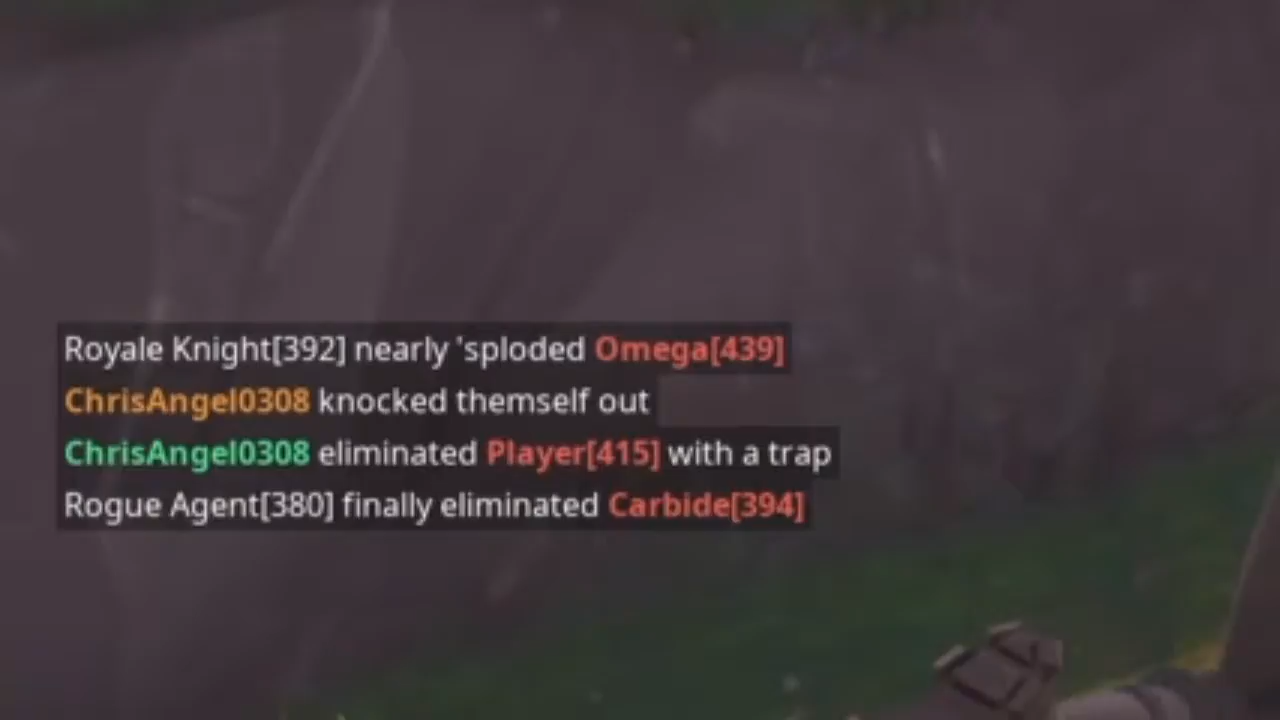 Royale Knight[392] nearly 'sploded Omega[439]
ChrisAngel0308 knocked themself out
ChrisAngel0308 eliminated Player[415] with a trap
Rogue Agent[380] finally eliminated Carbide[394]